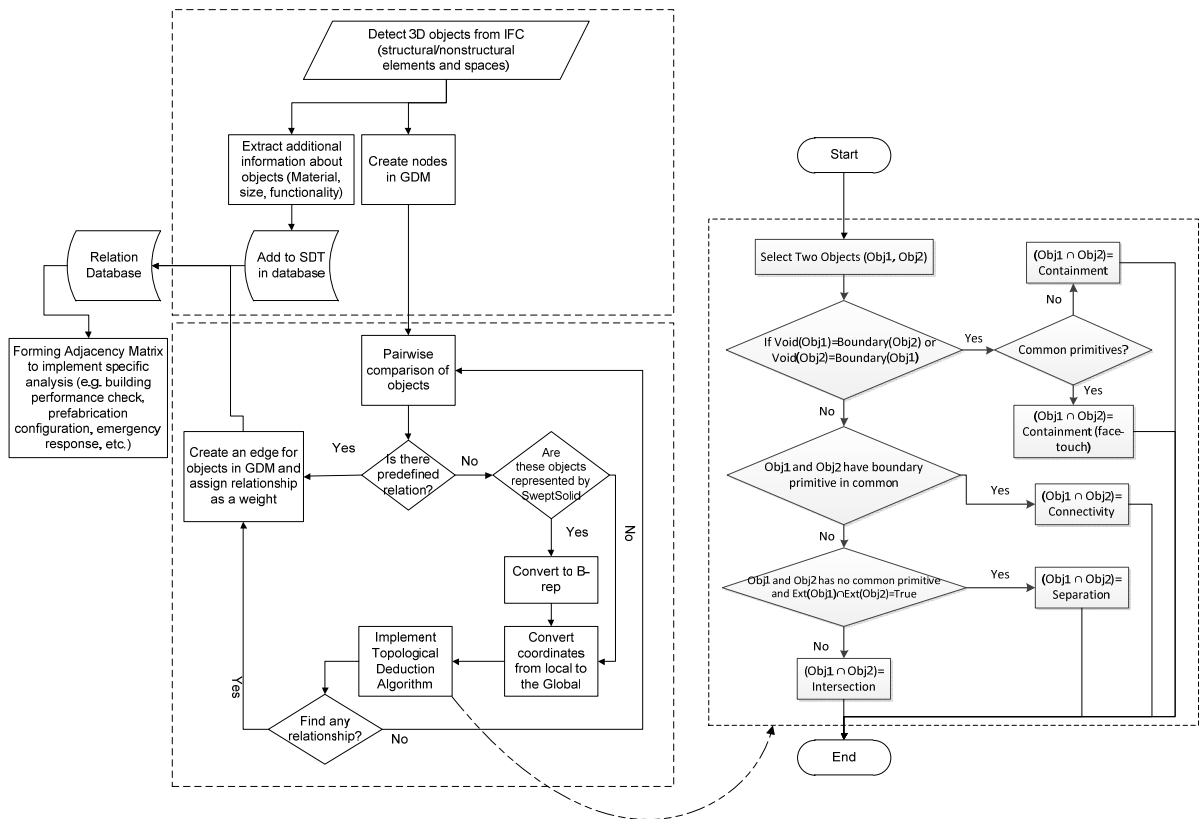 Detect 3D objects from IFC
(structural/nonstructural
elements and spaces)
Extract additional
information about
objects (Material,
size, functionality)
Create nodes
in GDM
Relation
Database
Add to SDT
in database
Forming Adjacency Matrix
to implement specific
analysis (e.g. building
performance check,
prefabrication
configuration, emergency
response, etc.)
Pairwise
comparison of
objects
Create an edge for
objects in GDM and
assign relationship
as a weight
Yes
Is there
predefined
relation?
No
Are
these objects
represented by
SweptSolid
No
Yes
Convert to B-
rep
Implement
Topological
Deduction
Algorithm
Convert
coordinates
from local to
the Global
Yes
Find any
relationship?
No
Start
Select Two Objects (Obj1, Obj2)
(Obj1 ∩ Obj2)=
Containment
No
If Void(Obj1)=Boundary(Obj2) or
Void(Obj2)=Boundary(Obj1)
Yes
Common primitives?
Yes
No
(Obj1 ∩ Obj2)=
Containment (face-
touch)
Obj1 and Obj2 have boundary
primitive in common
Yes
(Obj1 ∩ Obj2)=
Connectivity
No
Obj1 and Obj2 has no common primitive
and Ext(Obj1)∩Ext(Obj2)=True
Yes
(Obj1 ∩ Obj2)=
Separation
No
(Obj1 ∩ Obj2)=
Intersection
End